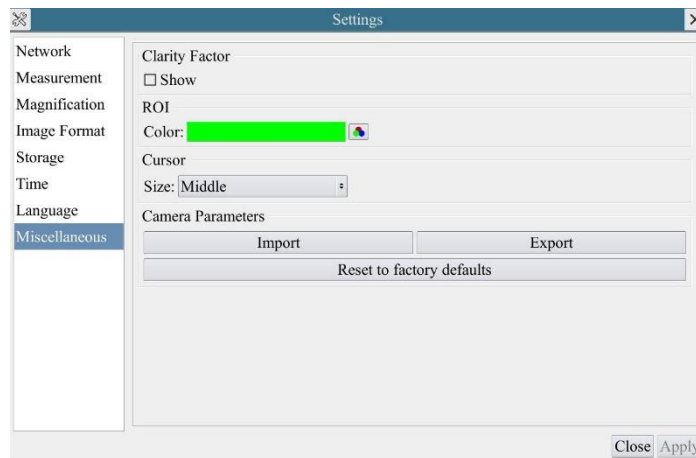 Settings
Network
Measurement
Magnification
Image Format
Storage
Time
Language
Miscellaneous
Clarity Factor
Show
ROI
Color:
Cursor
Size: Middle
Camera Parameters
Import Export
Reset to factory defaults
Close Apply